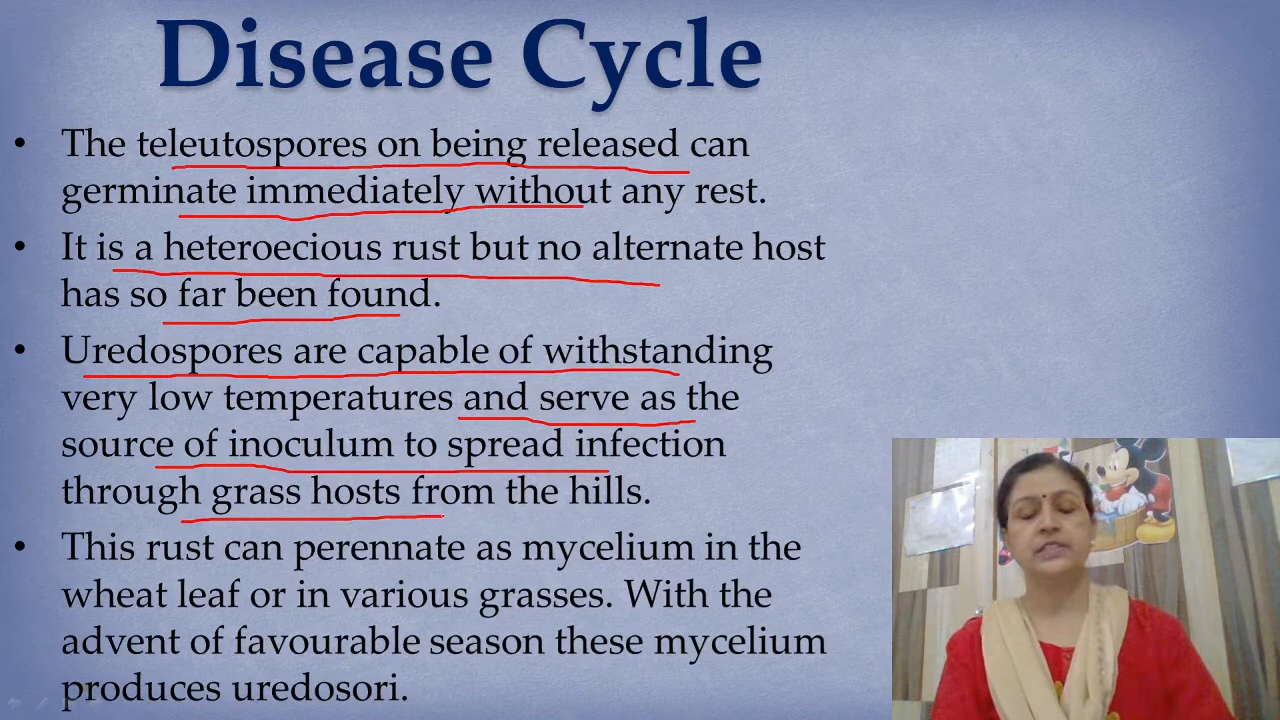 Disease Cycle
• The teleutospores on being released can
germinate immediately without any rest.
• It is a heteroecious rust but no alternate host
has so far been found.
• Uredospores are capable of withstanding
very low temperatures and serve as the
source of inoculum to spread infection
through grass hosts from the hills.
• This rust can perennate as mycelium in the
wheat leaf or in various grasses. With the
advent of favourable season these mycelium
produces uredosori.